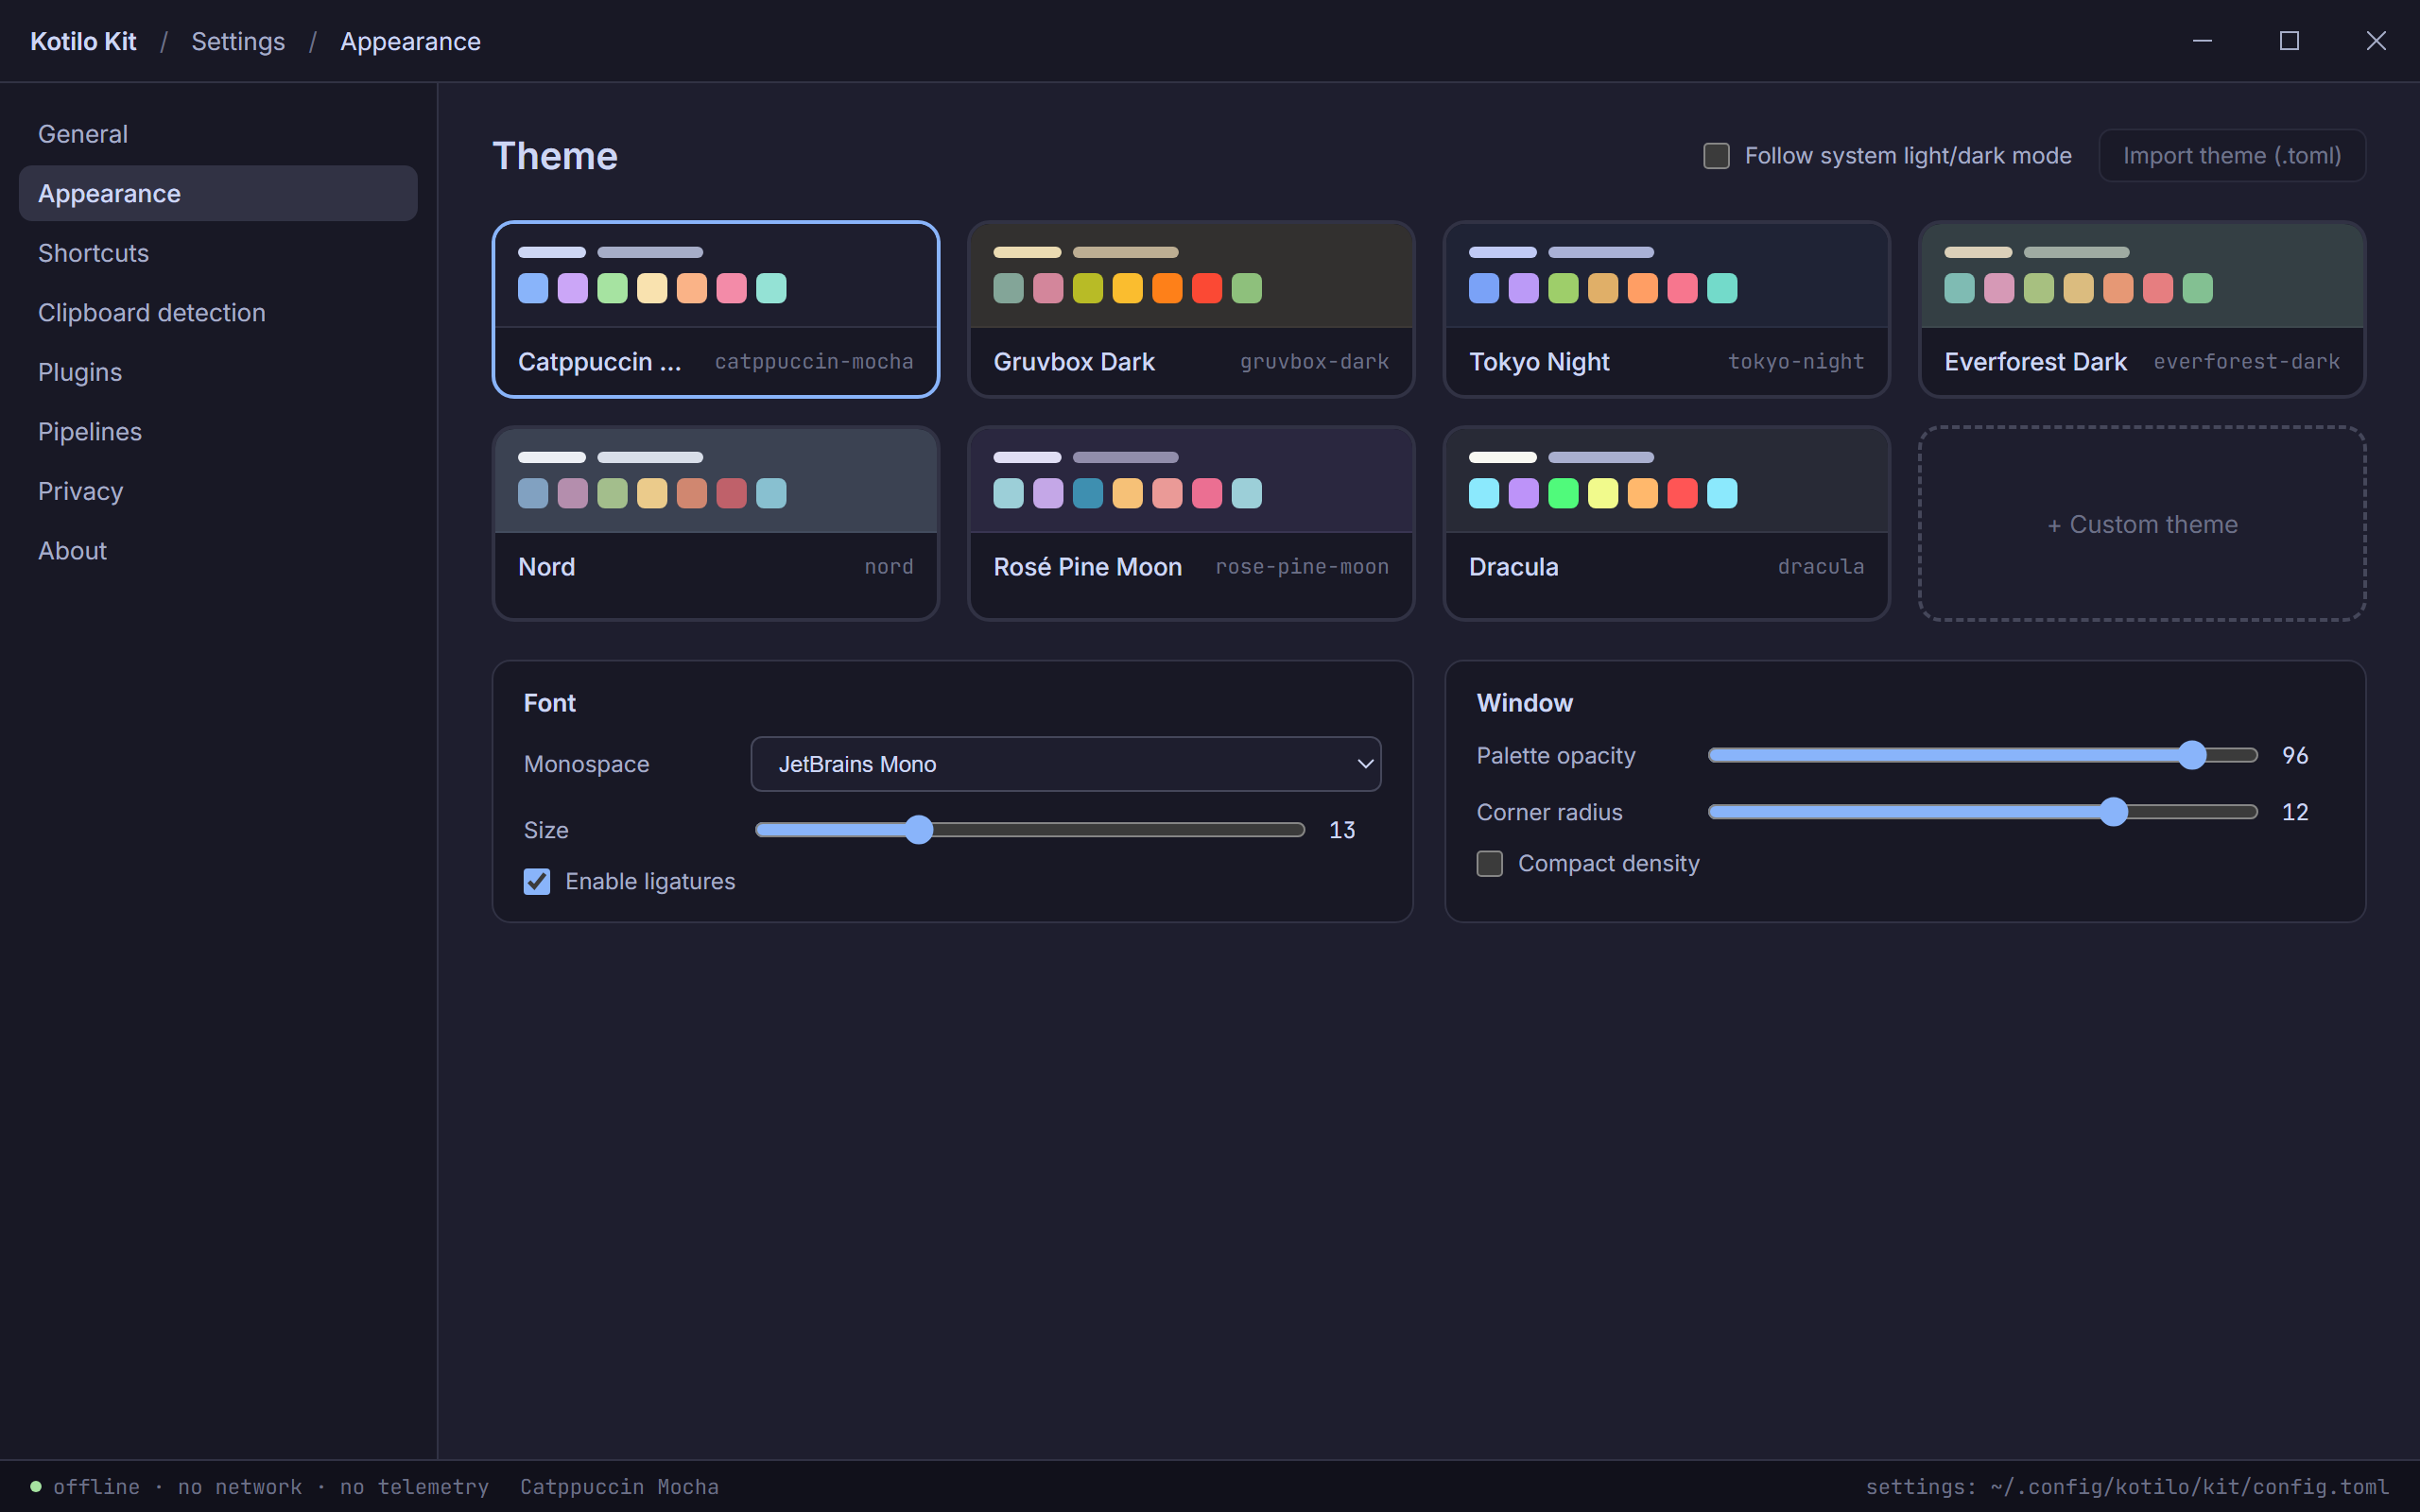 Kotilo Kit / Settings / Appearance
General
Appearance
Shortcuts
Clipboard detection
Plugins
Pipelines
Privacy
About
Theme
Follow system light/dark mode
Import theme (.toml)
Catppuccin ... catppuccin-mocha
Gruvbox Dark gruvbox-dark
Tokyo Night tokyo-night
Everforest Dark everforest-dark
Nord nord
Rosé Pine Moon rose-pine-moon
Dracula dracula
+ Custom theme
Font
Monospace JetBrains Mono
Size 13
Enable ligatures
Window
Palette opacity 96
Corner radius 12
Compact density
offline · no network · no telemetry Catppuccin Mocha
settings: ~/.config/kotilo/kit/config.toml